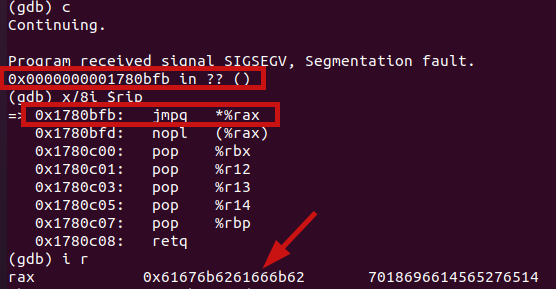 (gdb) c
Continuing.
Program received signal SIGSEGV, Segmentation fault.
0x0000000001780bfb in ?? ()
(gdb) x/8i $rip
=> 0x1780bfb: jmpq *%rax
0x1780bfd: nopl (%rax)
0x1780c00: pop %rbx
0x1780c01: pop %r12
0x1780c03: pop %r13
0x1780c05: pop %r14
0x1780c07: pop %rbp
0x1780c08: retq
(gdb) i r
rax 0x61676b6261666b62 7018696614565276514